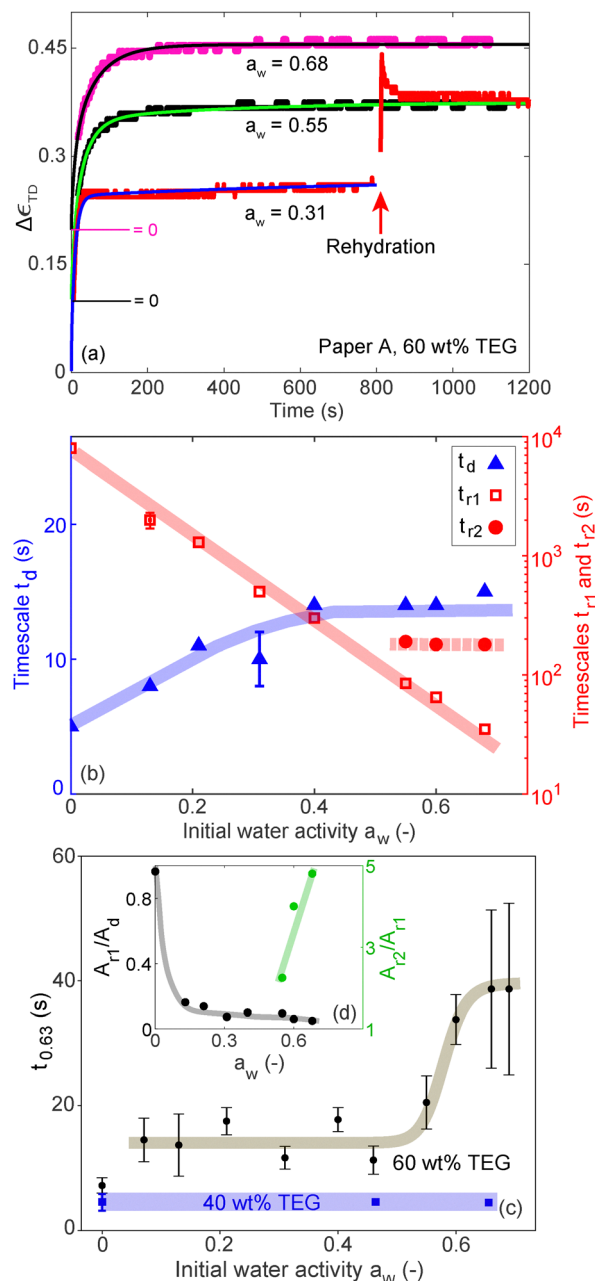 0.45
a_w = 0.68
a_w = 0.55
0.3
Δϵ_TD
a_w = 0.31
= 0
Rehydration
0.15
= 0
(a)
Paper A, 60 wt% TEG
0
0 200 400 600 800 1000 1200
Time (s)
10^4
t_d
t_r1
t_r2
20
10^3
Timescale t_d (s)
Timescales t_r1 and t_r2 (s)
10
10^2
(b)
0
10^1
0 0.2 0.4 0.6
Initial water activity a_w (-)
60
5
0.8
A_r1/A_d
A_r2/A_r1
3
0.4
40
(d)
0
1
0 0.3 0.6
a_w (-)
t_0.63 (s)
20
60 wt% TEG
40 wt% TEG
(c)
0
0 0.2 0.4 0.6
Initial water activity a_w (-)